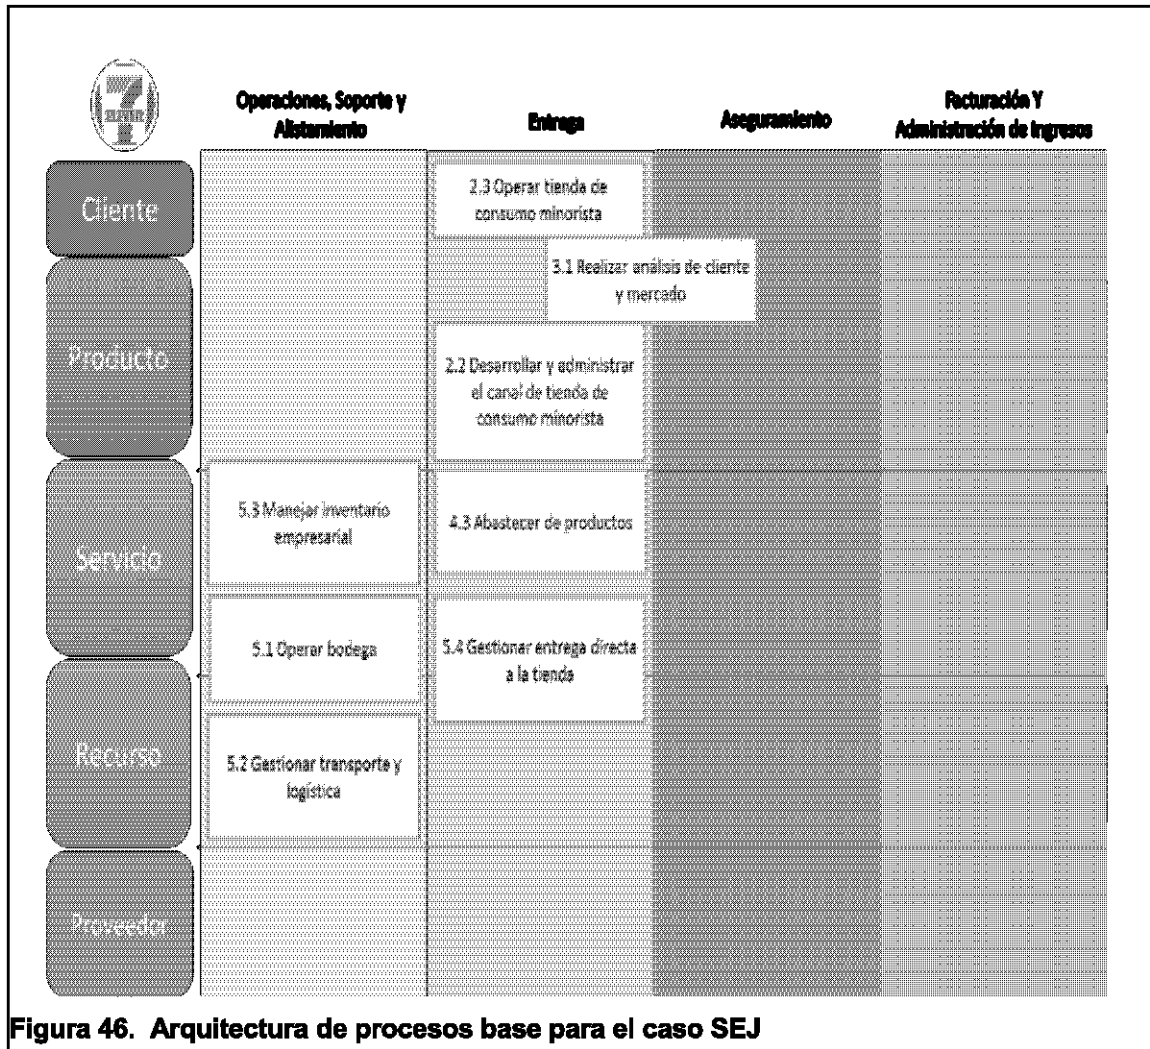 7
ELEVEN
Operaciones, Soporte y
Alistamiento
Entrega
Aseguramiento
Facturación Y
Administración de Ingresos
Cliente
2.3 Operar tienda de
consumo minorista
3.1 Realizar análisis de cliente
y mercado
Producto
2.2 Desarrollar y administrar
el canal de tienda de
consumo minorista
Servicio
5.3 Manejar inventario
empresarial
4.3 Abastecer de productos
5.1 Operar bodega
5.4 Gestionar entrega directa
a la tienda
Recurso
5.2 Gestionar transporte y
logística
Proveedor
Figura 46. Arquitectura de procesos base para el caso SEJ